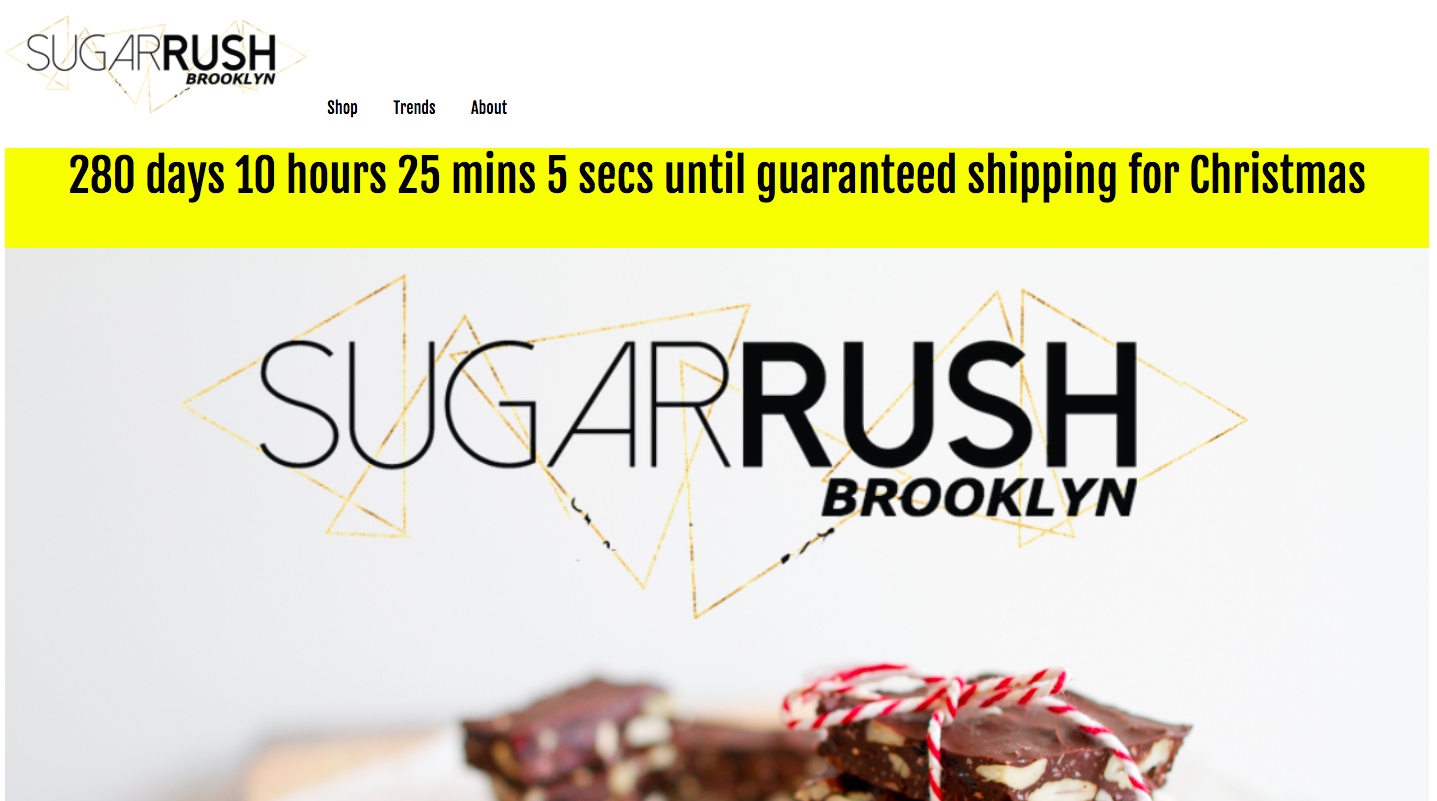 SUGARRUSH
BROOKLYN
Shop Trends About
280 days 10 hours 25 mins 5 secs until guaranteed shipping for Christmas
SUGARRUSH
BROOKLYN